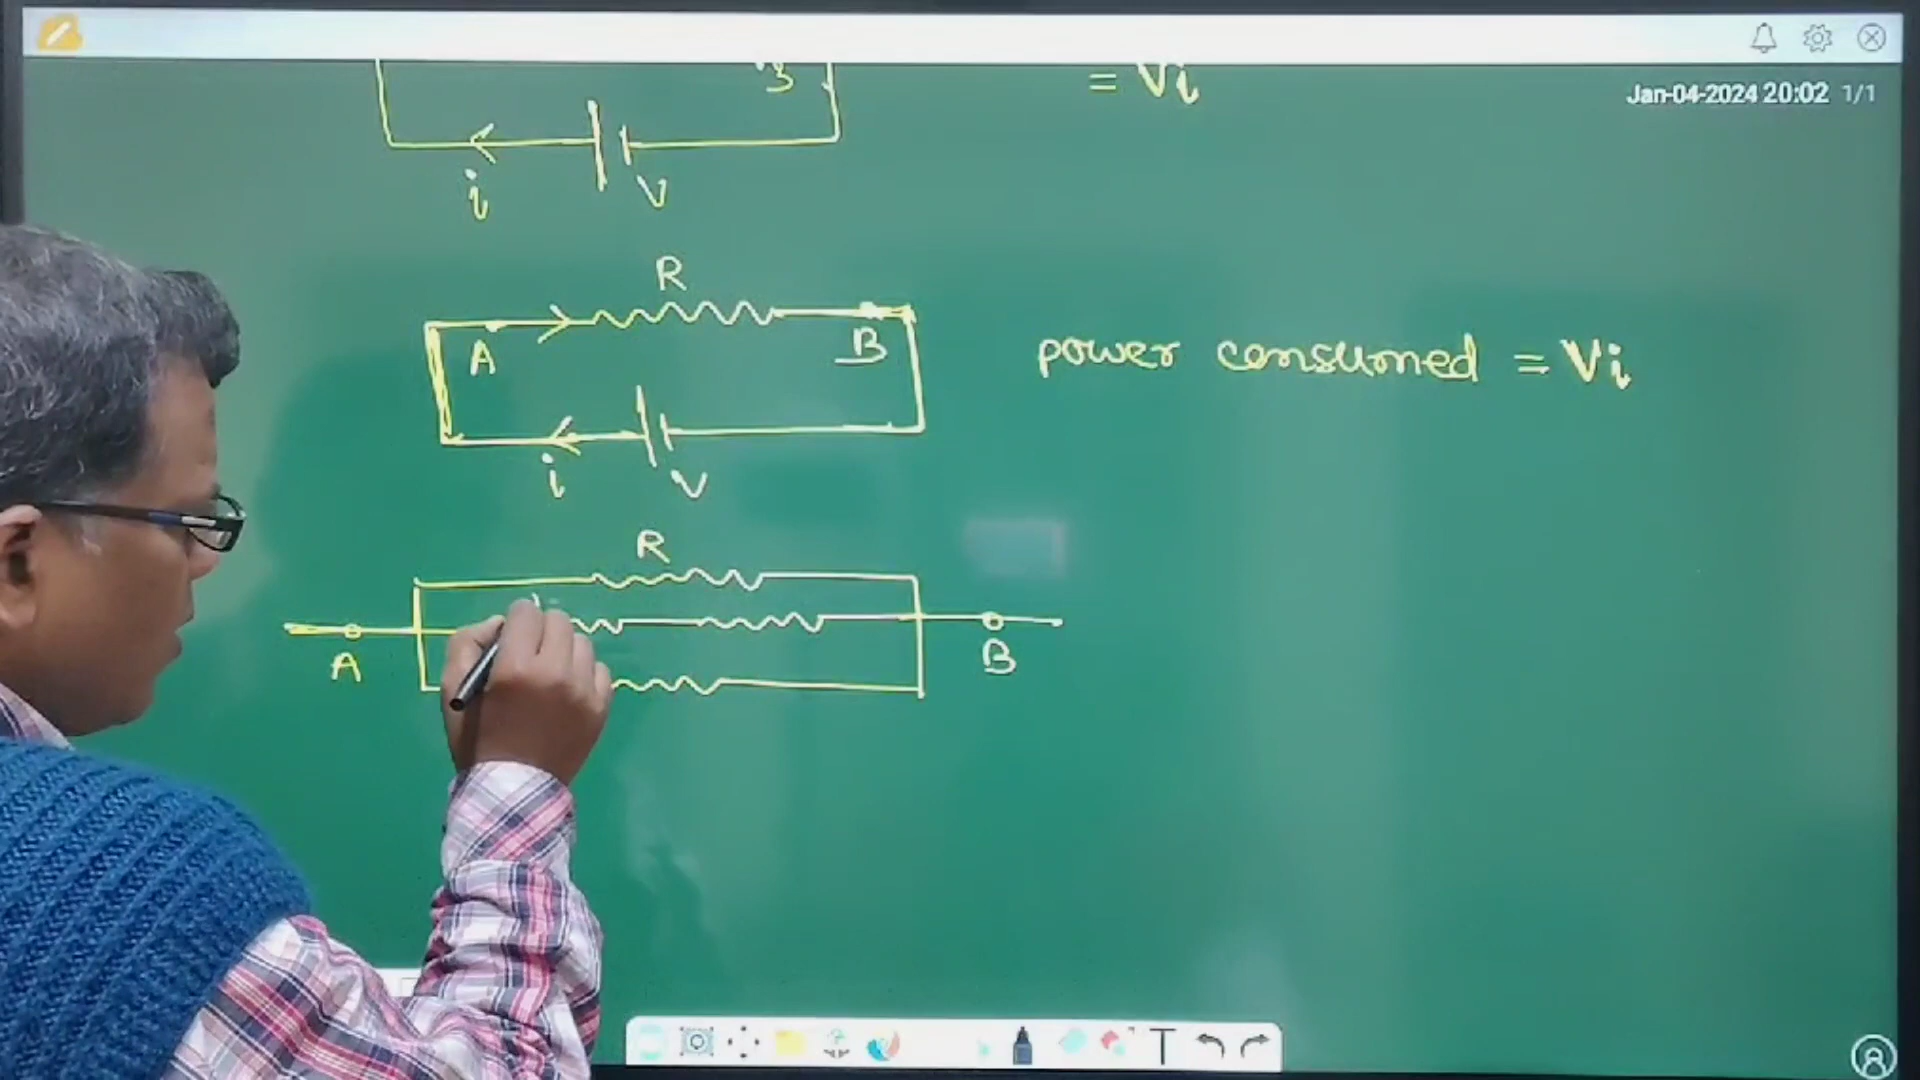 = Vi
Jan-04-2024 20:02 1/1
i
V
R
A
B
power consumed = Vi
i
V
R
A
B
T